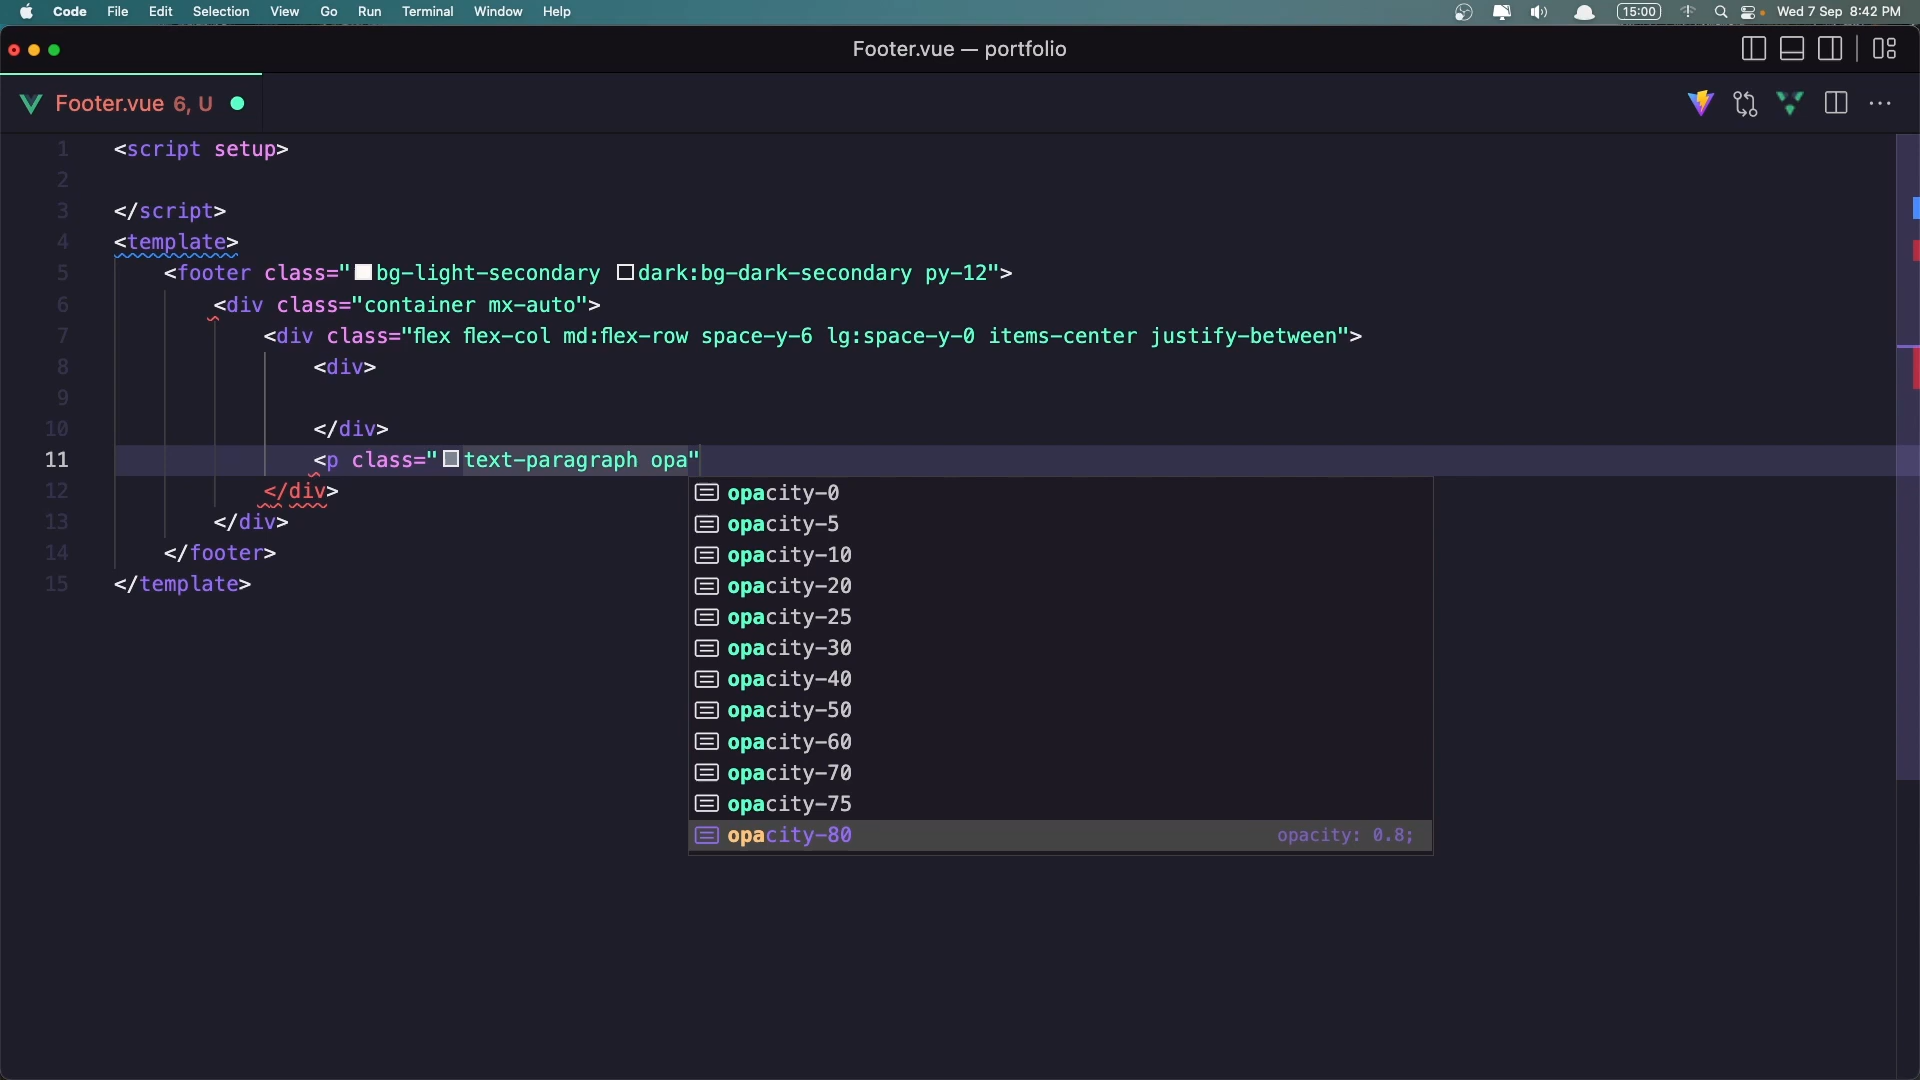 Code File Edit Selection View Go Run Terminal Window Help 15:00 Wed 7 Sep 8:42 PM
Footer.vue — portfolio
Footer.vue 6, U
1 <script setup>
2
3 </script>
4 <template>
5 <footer class="bg-light-secondary dark:bg-dark-secondary py-12">
6 <div class="container mx-auto">
7 <div class="flex flex-col md:flex-row space-y-6 lg:space-y-0 items-center justify-between">
8 <div>
9
10 </div>
11 <p class="text-paragraph opa"
12 </div>
13 </div>
14 </footer>
15 </template>
opacity-0
opacity-5
opacity-10
opacity-20
opacity-25
opacity-30
opacity-40
opacity-50
opacity-60
opacity-70
opacity-75
opacity-80 opacity: 0.8;